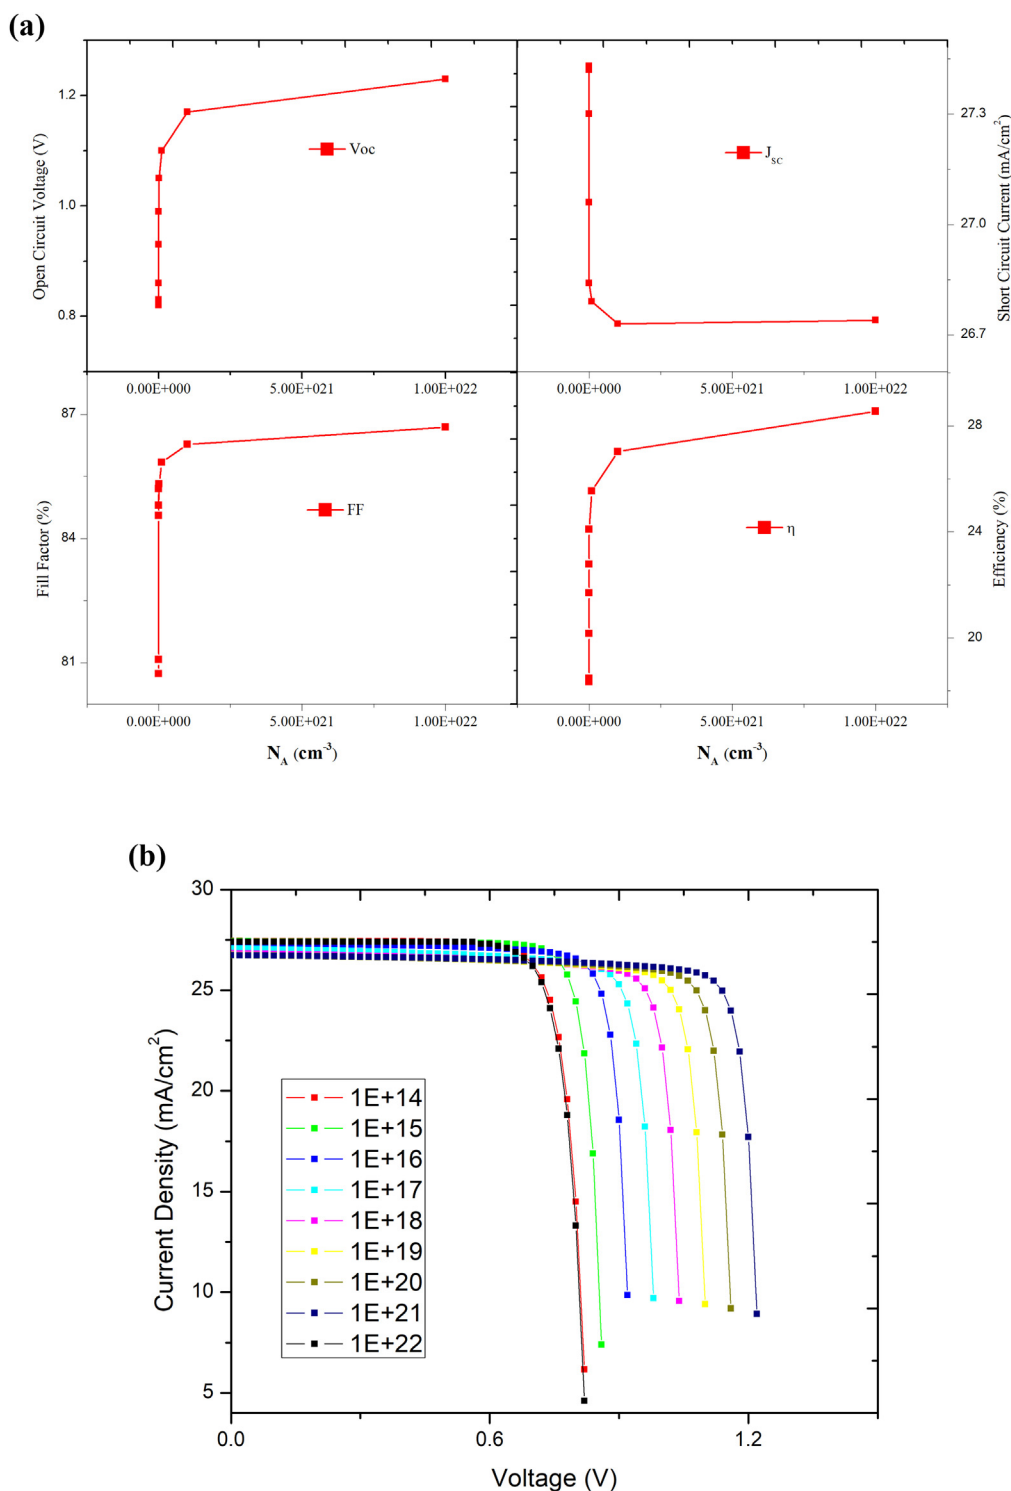 (a)
1.2
1.0
0.8
Open Circuit Voltage (V)
Voc
27.3
27.0
26.7
Short Circuit Current (mA/cm²)
J_sc
0.00E+000
5.00E+021
1.00E+022
0.00E+000
5.00E+021
1.00E+022
87
84
81
Fill Factor (%)
FF
28
24
20
Efficiency (%)
η
0.00E+000
5.00E+021
1.00E+022
0.00E+000
5.00E+021
1.00E+022
N_A (cm⁻³)
N_A (cm⁻³)
(b)
30
25
20
15
10
5
Current Density (mA/cm²)
1E+14
1E+15
1E+16
1E+17
1E+18
1E+19
1E+20
1E+21
1E+22
0.0
0.6
1.2
Voltage (V)